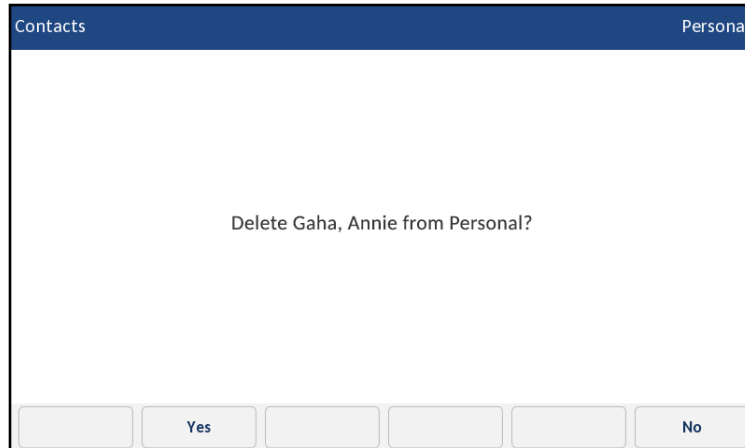 Contacts
Persona
Delete Gaha, Annie from Personal?
Yes
No